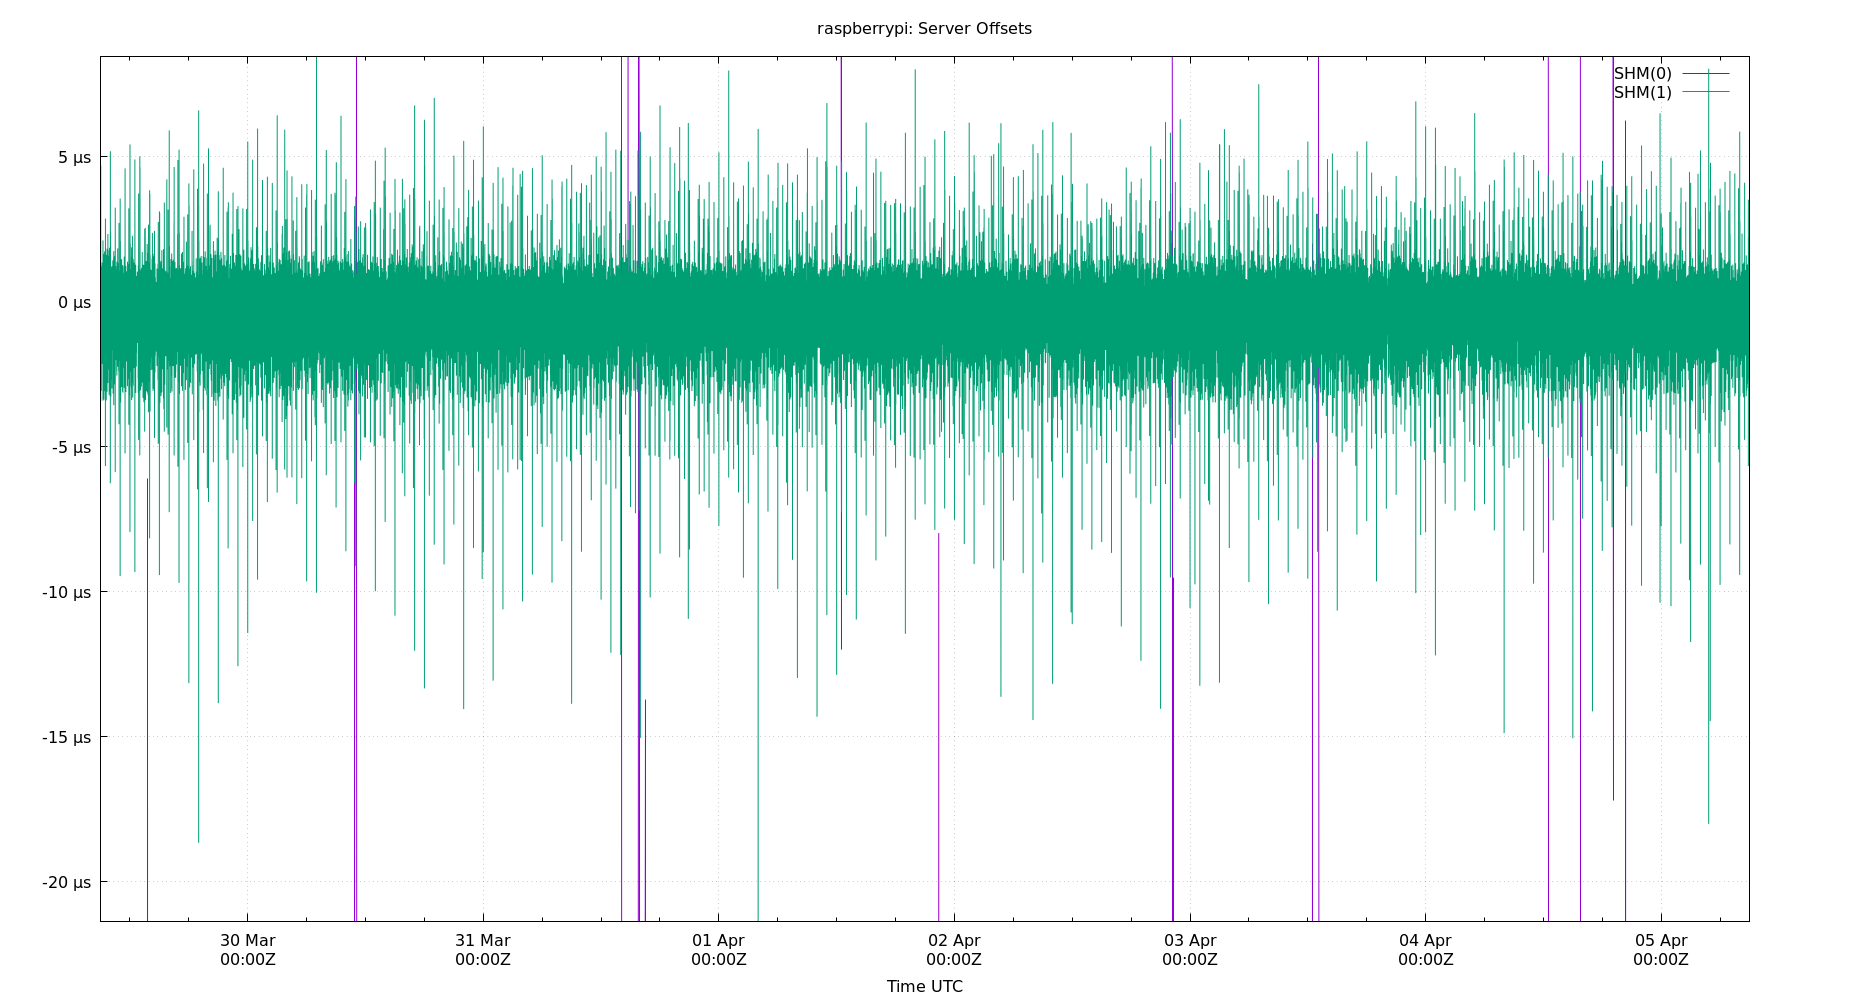 raspberrypi: Server Offsets
SHM(0)
SHM(1)
5 µs
0 µs
-5 µs
-10 µs
-15 µs
-20 µs
30 Mar 31 Mar 01 Apr 02 Apr 03 Apr 04 Apr 05 Apr
00:00Z 00:00Z 00:00Z 00:00Z 00:00Z 00:00Z 00:00Z
Time UTC